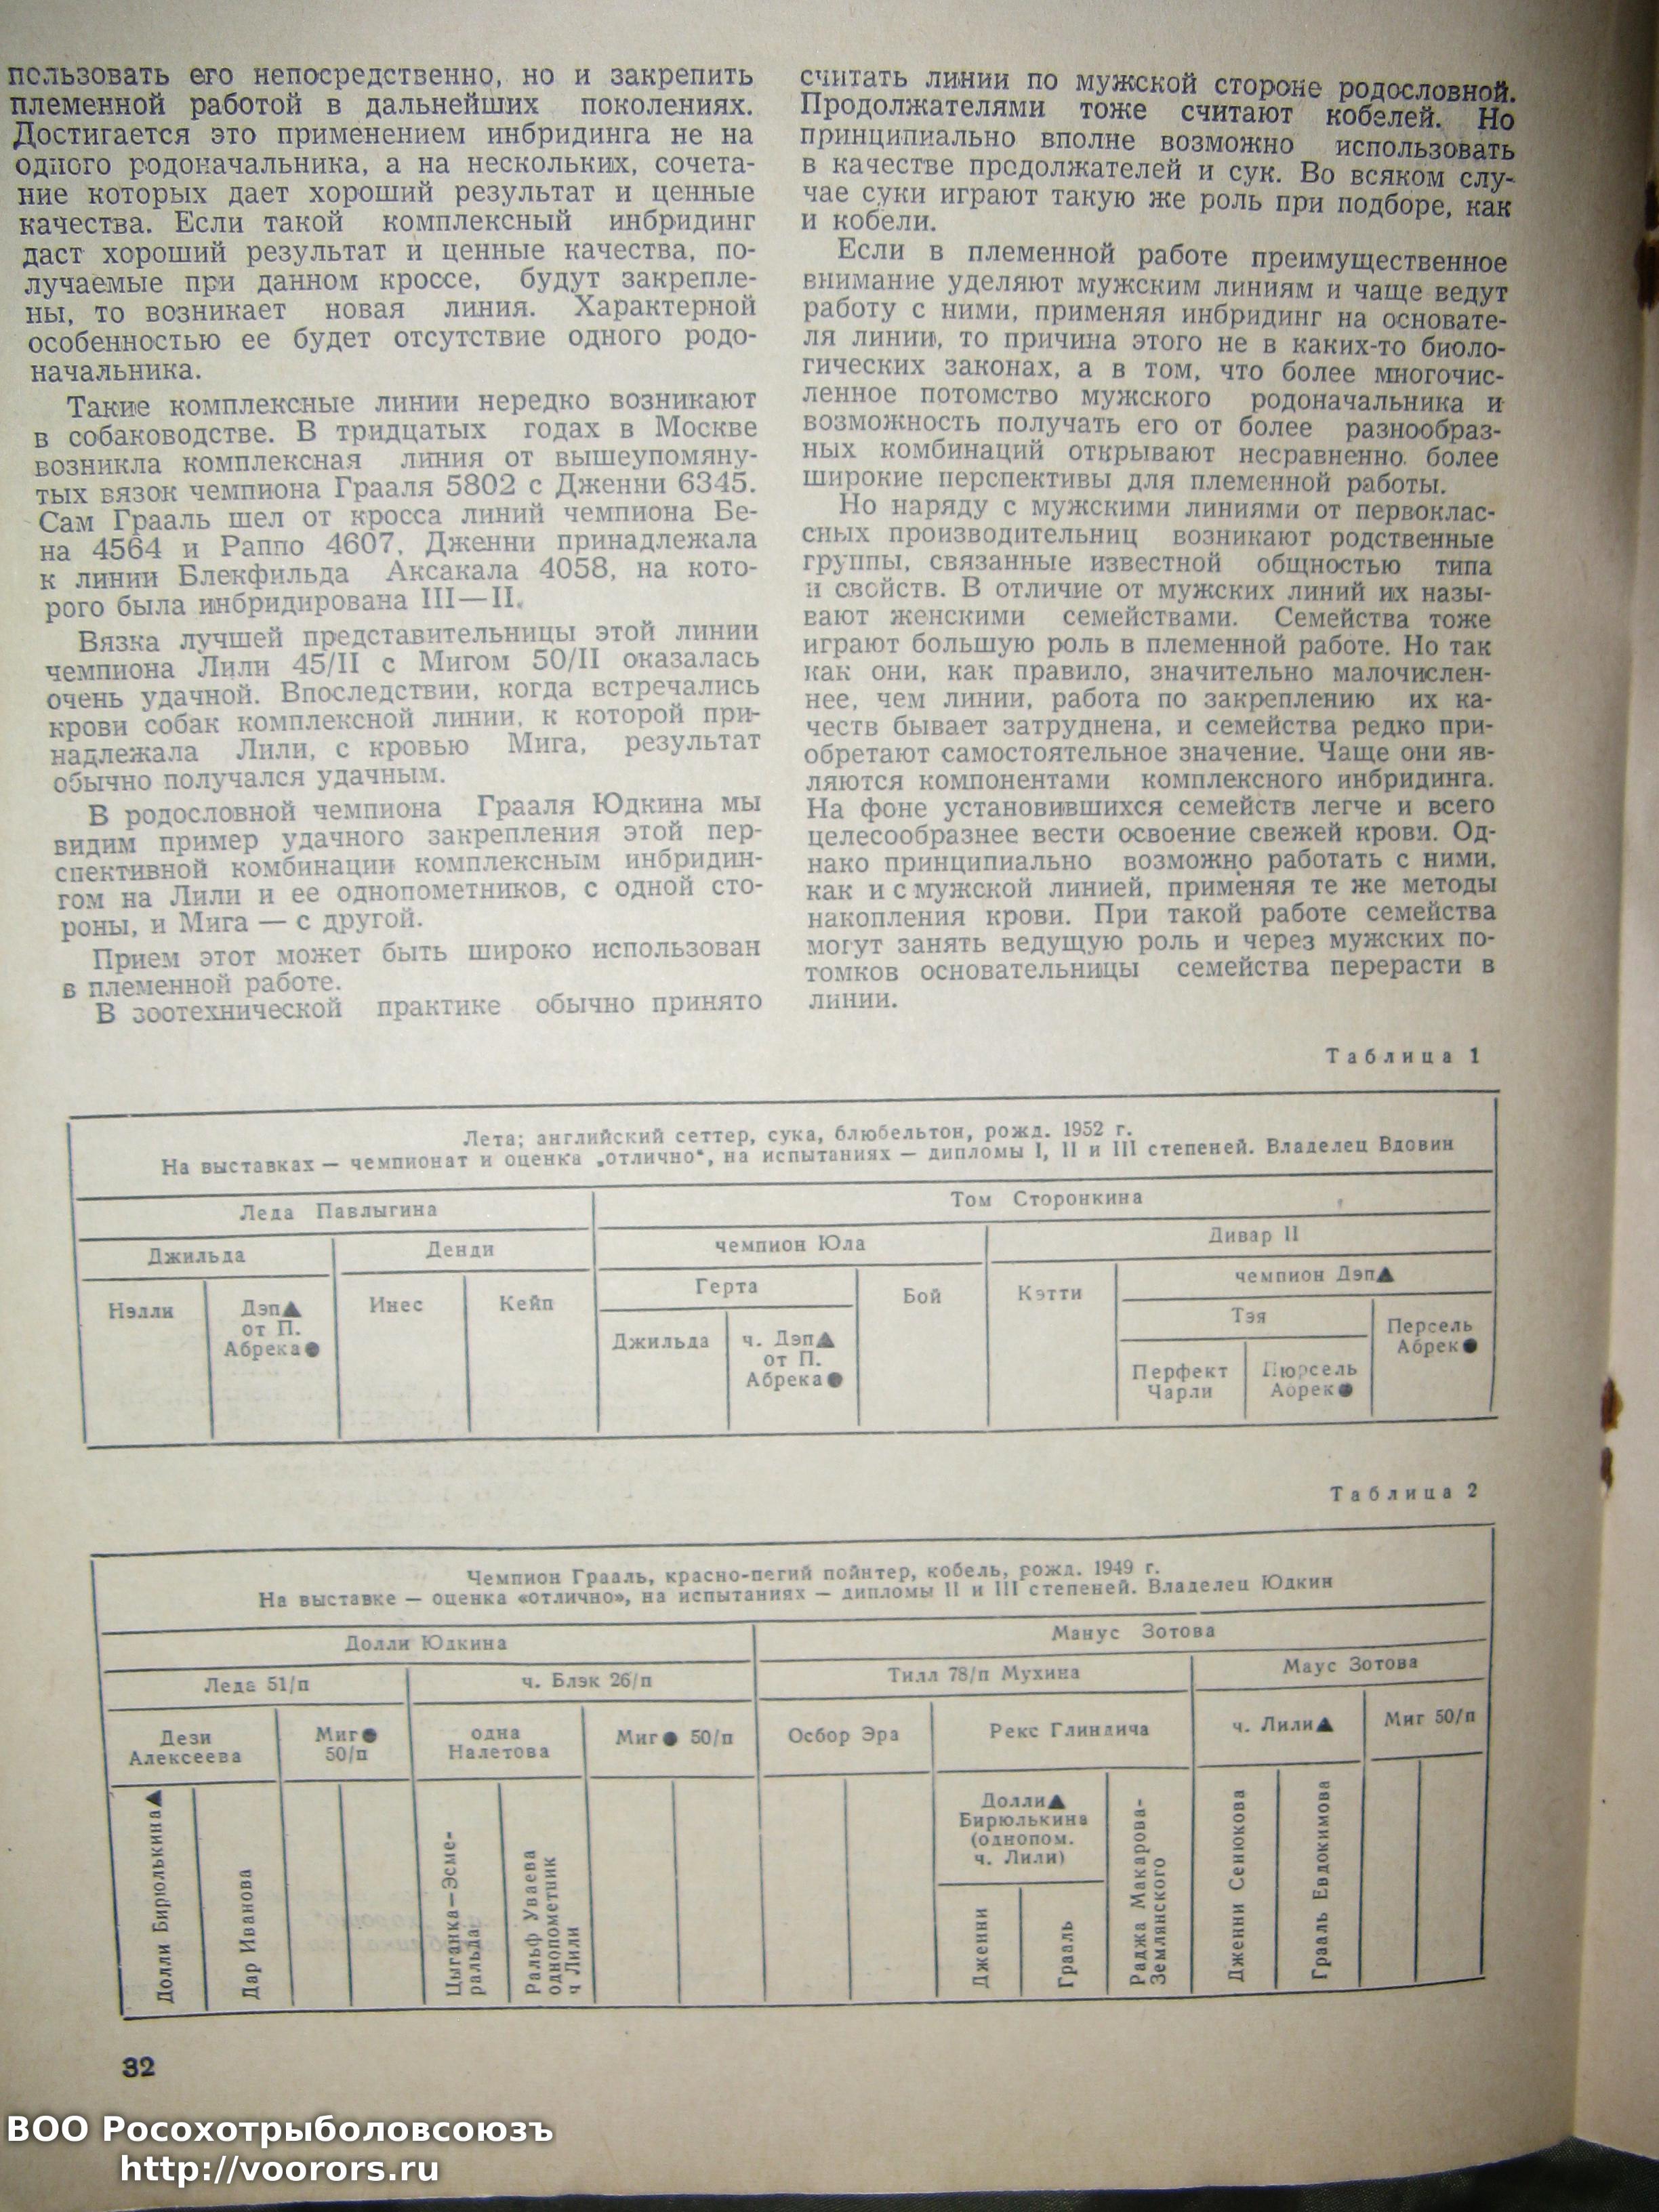 пользовать его непосредственно, но и закрепить
племенной работой в дальнейших поколениях.
Достигается это применением инбридинга не на
одного родоначальника, а на нескольких, сочета-
ние которых дает хороший результат и ценные
качества. Если такой комплексный инбридинг
даст хороший результат и ценные качества, по-
лучаемые при данном кроссе, будут закрепле-
ны, то возникает новая линия. Характерной
особенностью ее будет отсутствие одного родо-
начальника.
Такие комплексные линии нередко возникают
в собаководстве. В тридцатых годах в Москве
возникла комплексная линия от вышеупомяну-
тых вязок чемпиона Грааля 5802 с Дженни 6345.
Сам Грааль шел от кросса линий чемпиона Бе-
на 4564 и Раппо 4607, Дженни принадлежала
к линии Блекфильда Аксакала 4058, на кото-
рого была инбридирована III—II.
Вязка лучшей представительницы этой линии
чемпиона Лили 45/II с Мигом 50/II оказалась
очень удачной. Впоследствии, когда встречались
крови собак комплексной линии, к которой при-
надлежала Лили, с кровью Мига, результат
обычно получался удачным.
В родословной чемпиона Грааля Юдкина мы
видим пример удачного закрепления этой пер-
спективной комбинации комплексным инбридин-
гом на Лили и ее однопометников, с одной сто-
роны, и Мига — с другой.
Прием этот может быть широко использован
в племенной работе.
В зоотехнической практике обычно принято
считать линии по мужской стороне родословной.
Продолжателями тоже считают кобелей. Но
принципиально вполне возможно использовать
в качестве продолжателей и сук. Во всяком слу-
чае суки играют такую же роль при подборе, как
и кобели.
Если в племенной работе преимущественное
внимание уделяют мужским линиям и чаще ведут
работу с ними, применяя инбридинг на основате-
ля линии, то причина этого не в каких-то биоло-
гических законах, а в том, что более многочис-
ленное потомство мужского родоначальника и
возможность получать его от более разнообраз-
ных комбинаций открывают несравненно более
широкие перспективы для племенной работы.
Но наряду с мужскими линиями от первоклас-
сных производительниц возникают родственные
группы, связанные известной общностью типа
и свойств. В отличие от мужских линий их назы-
вают женскими семействами. Семейства тоже
играют большую роль в племенной работе. Но так
как они, как правило, значительно малочислен-
нее, чем линии, работа по закреплению их ка-
честв бывает затруднена, и семейства редко при-
обретают самостоятельное значение. Чаще они яв-
ляются компонентами комплексного инбридинга.
На фоне установившихся семейств легче и всего
целесообразнее вести освоение свежей крови. Од-
нако принципиально возможно работать с ними,
как и с мужской линией, применяя те же методы
накопления крови. При такой работе семейства
могут занять ведущую роль и через мужских по-
томков основательницы семейства перерасти в
линии.
Таблица 1
Лета; английский сеттер, сука, блюбельтон, рожд. 1952 г.
На выставках — чемпионат и оценка „отлично“, на испытаниях — дипломы I, II и III степеней. Владелец Вдовин
Леда Павлыгина
Том Сторонкина
Джильда
Денди
чемпион Юла
Дивар II
Нэлли
Дэп▲
от П.
Абрека●
Инес
Кейп
Герта
Бой
Кэтти
чемпион Дэп▲
Джильда
ч. Дэп▲
от П.
Абрека●
Тэя
Персель
Абрек●
Перфект
Чарли
Пюрсель
Абрек●
Таблица 2
Чемпион Грааль, красно-пегий пойнтер, кобель, рожд. 1949 г.
На выставке — оценка «отлично», на испытаниях — дипломы II и III степеней. Владелец Юдкин
Долли Юдкина
Манус Зотова
Леда 51/п
ч. Блэк 26/п
Тилл 78/п Мухина
Маус Зотова
Дези
Алексеева
Миг●
50/п
одна
Налетова
Миг● 50/п
Осбор Эра
Рекс Глиндича
ч. Лили▲
Миг 50/п
Долли Бирюлькина▲
Дар Иванова
Цыганка—Эсме-
ральда
Ральф Уваева
однопометник
ч Лили
Долли▲
Бирюлькина
(однопом.
ч. Лили)
Дженни
Грааль
Раджа Макарова-
Землянского
Дженни Сенюкова
Грааль Евдокимова
32
ВОО Росохотрыболовсоюзъ
http://voorors.ru